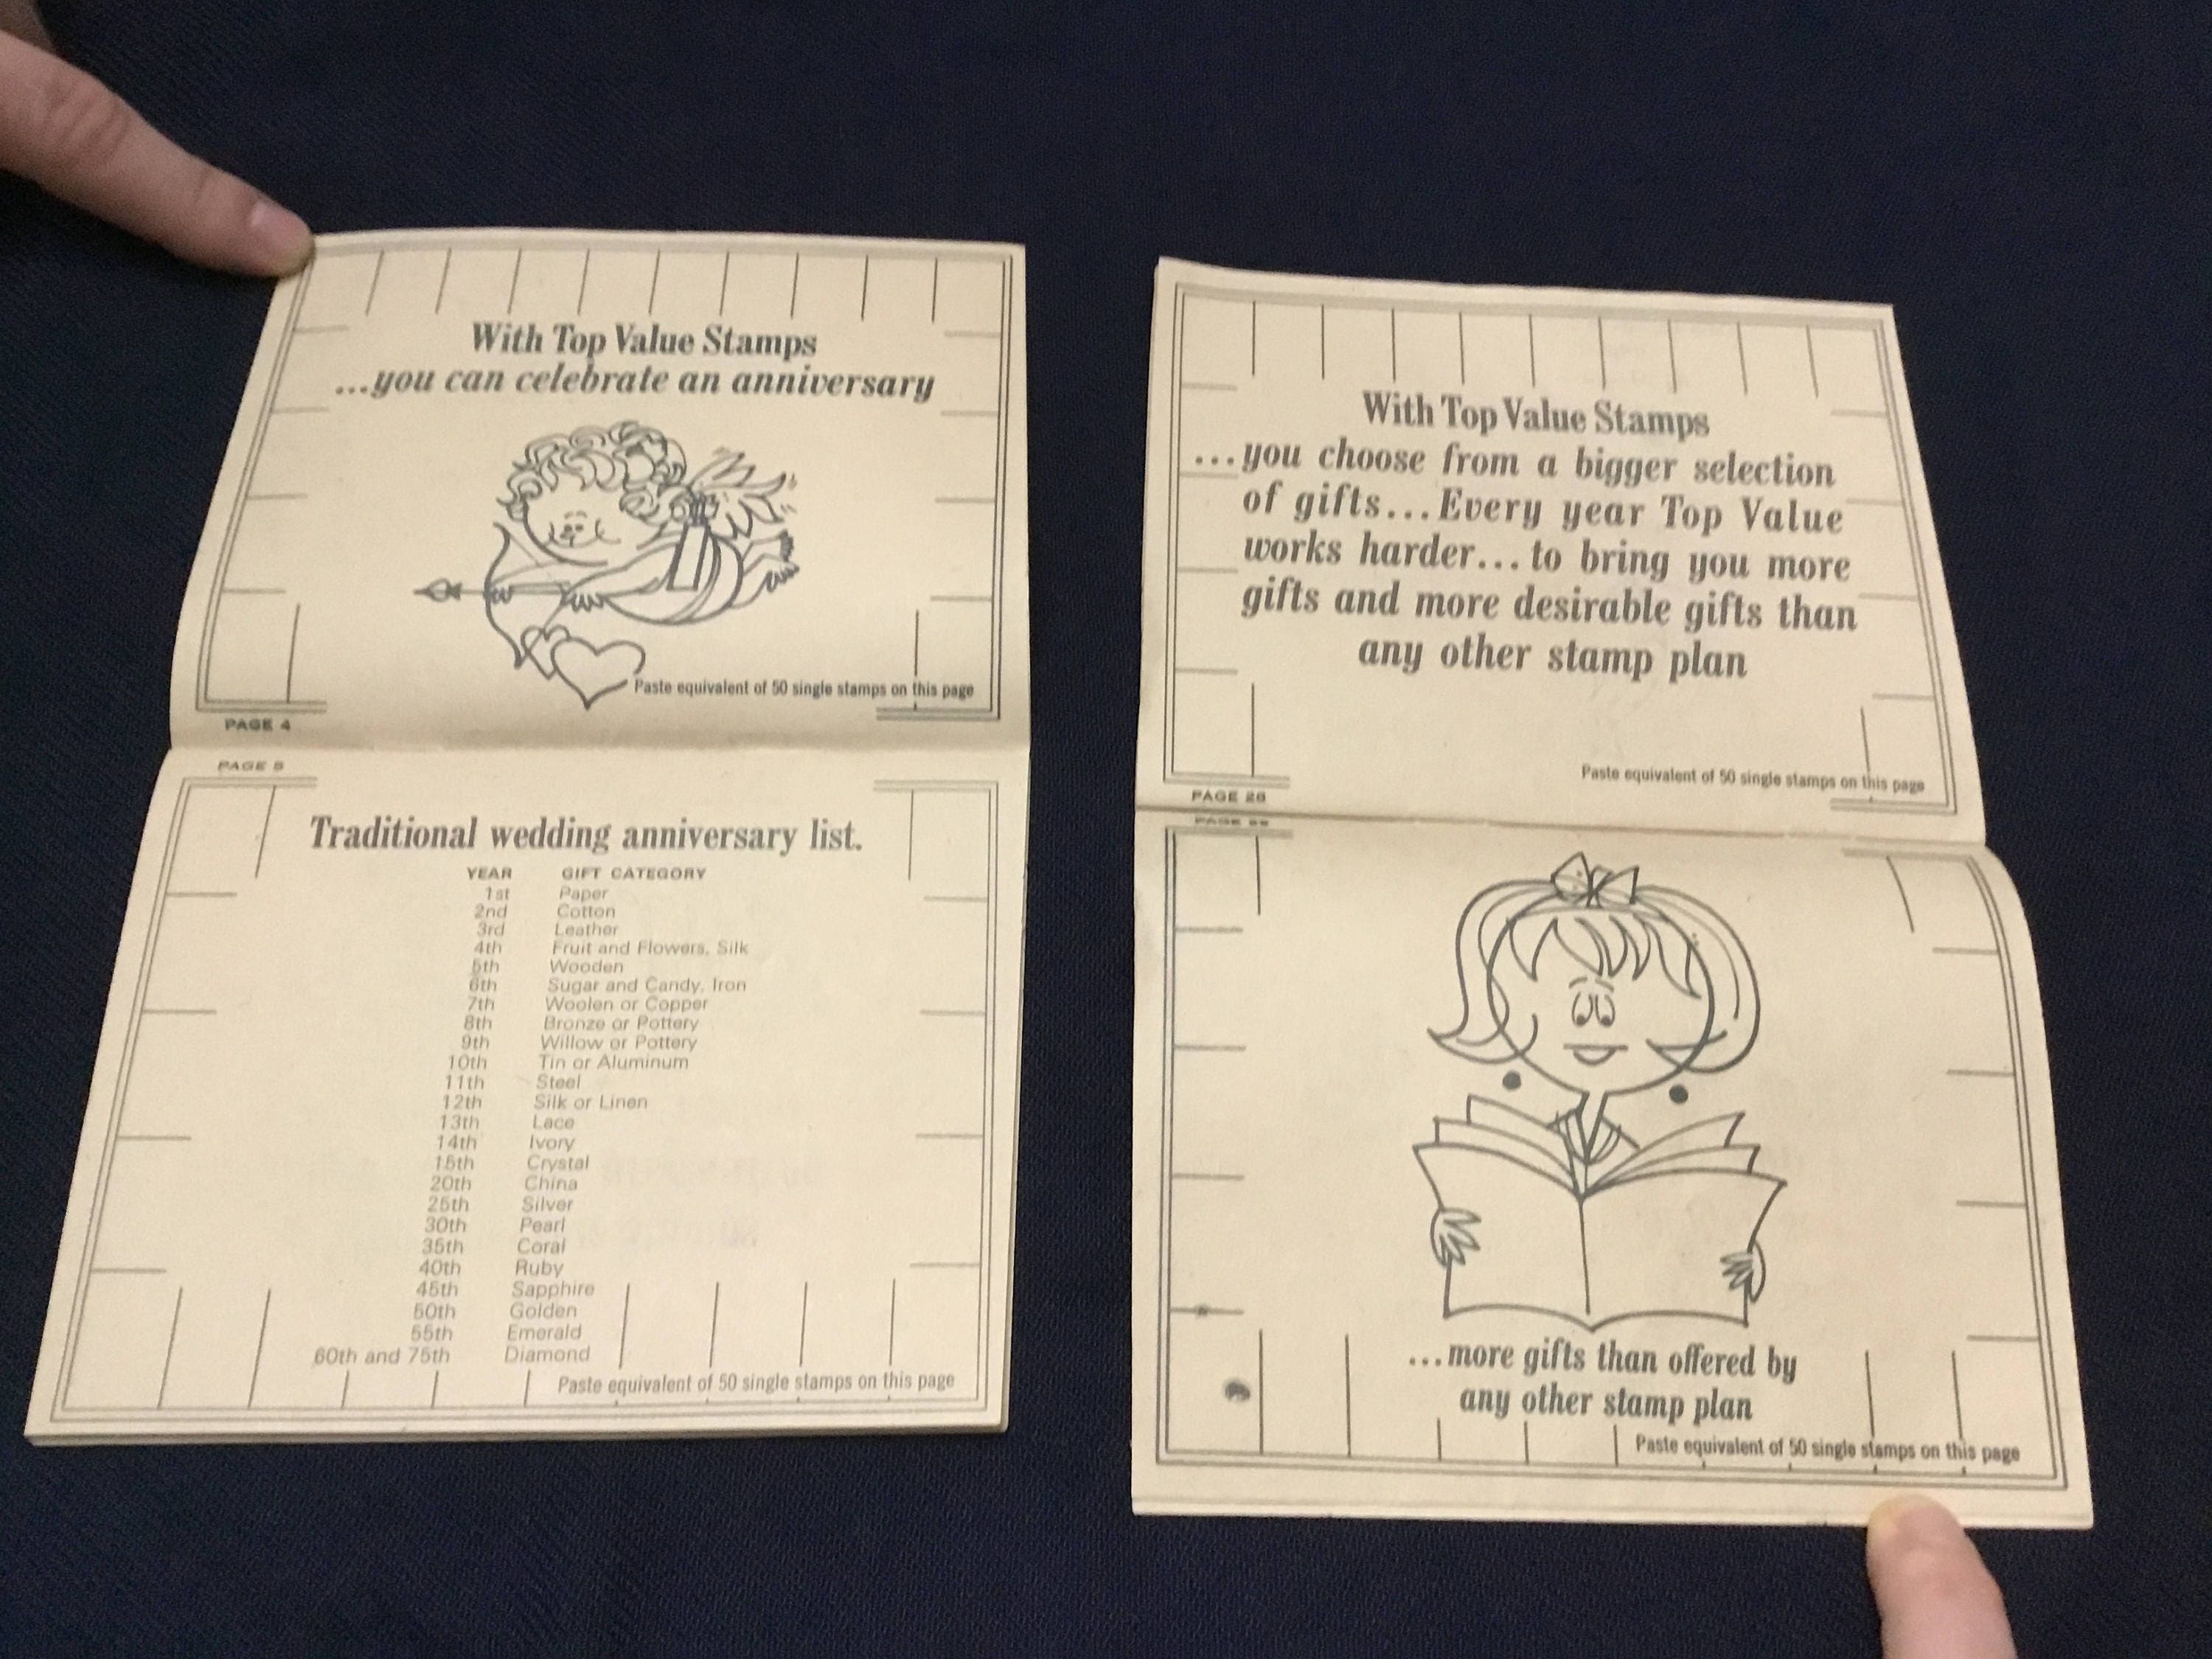 With Top Value Stamps
...you can celebrate an anniversary
Paste equivalent of 50 single stamps on this page
PAGE 4
PAGE 5
Traditional wedding anniversary list.
YEAR GIFT CATEGORY
1st Paper
2nd Cotton
3rd Leather
4th Fruit and Flowers, Silk
5th Wooden
6th Sugar and Candy, Iron
7th Woolen or Copper
8th Bronze or Pottery
9th Willow or Pottery
10th Tin or Aluminum
11th Steel
12th Silk or Linen
13th Lace
14th Ivory
15th Crystal
20th China
25th Silver
30th Pearl
35th Coral
40th Ruby
45th Sapphire
50th Golden
55th Emerald
60th and 75th Diamond
Paste equivalent of 50 single stamps on this page
With Top Value Stamps
...you choose from a bigger selection
of gifts...Every year Top Value
works harder...to bring you more
gifts and more desirable gifts than
any other stamp plan
Paste equivalent of 50 single stamps on this page
PAGE
PAGE
...more gifts than offered by
any other stamp plan
Paste equivalent of 50 single stamps on this page